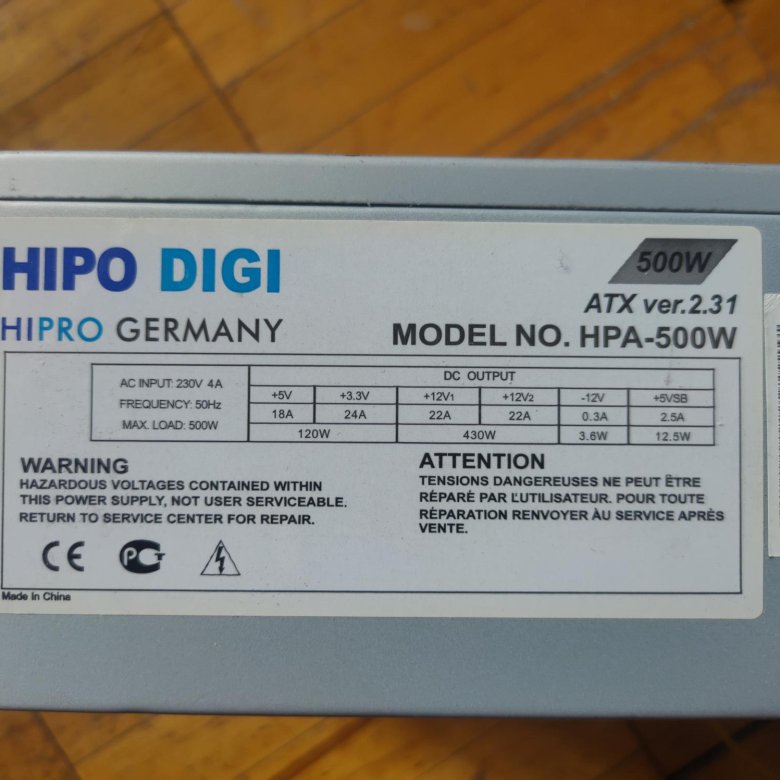 HIPO DIGI
500W
ATX ver.2.31
HIPRO GERMANY
MODEL NO. HPA-500W
AC INPUT: 230V 4A
FREQUENCY: 50Hz
MAX. LOAD: 500W
DC OUTPUT
+5V +3.3V +12V1 +12V2 -12V +5VSB
18A 24A 22A 22A 0.3A 2.5A
120W 430W 3.6W 12.5W
WARNING
HAZARDOUS VOLTAGES CONTAINED WITHIN
THIS POWER SUPPLY, NOT USER SERVICEABLE.
RETURN TO SERVICE CENTER FOR REPAIR.
ATTENTION
TENSIONS DANGEREUSES NE PEUT ÊTRE
RÉPARÉ PAR L'UTILISATEUR. POUR TOUTE
RÉPARATION RENVOYER ÀU SERVICE APRÈS
VENTE.
CE PCT
Made in China